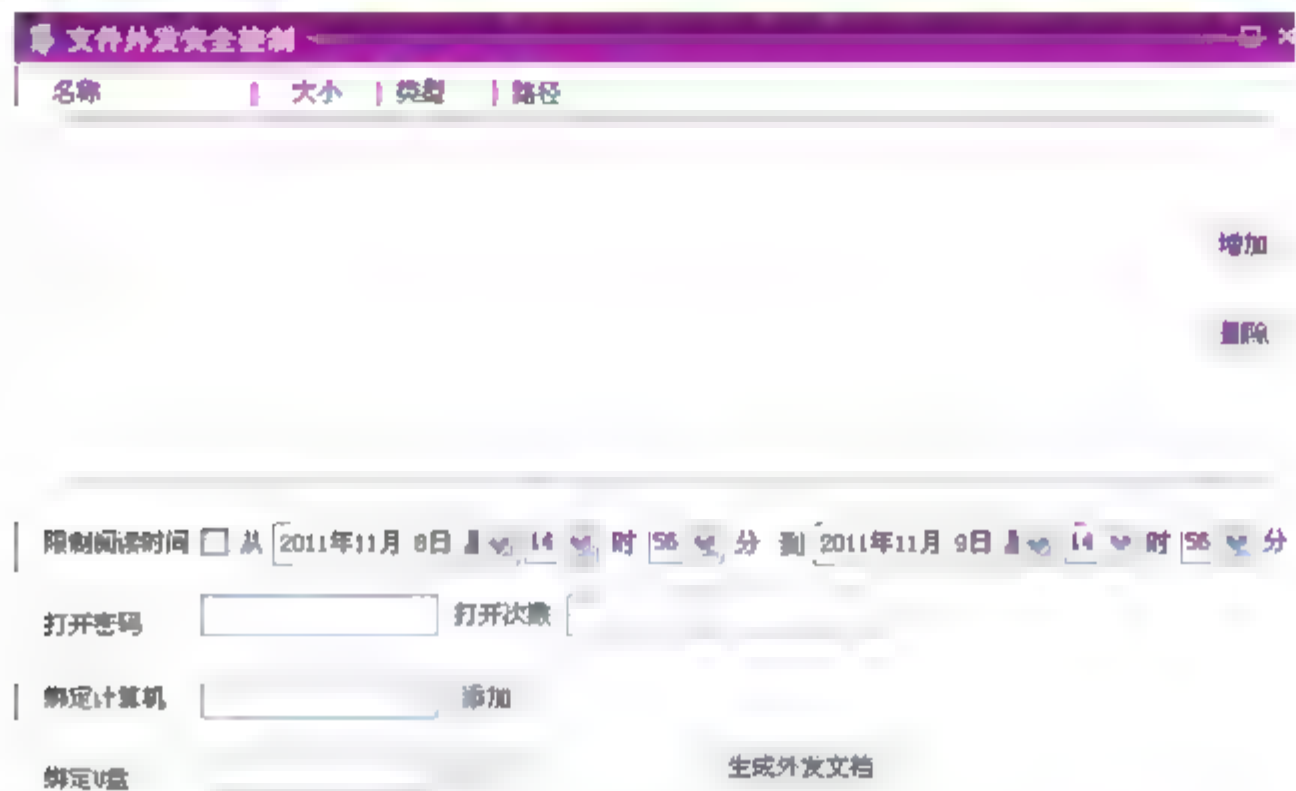 文件外发安全控制
名称 大小 类型 路径
增加
删除
限制阅读时间 从 2011年11月 8日 14 时 56 分 到 2011年11月 9日 14 时 56 分
打开密码 打开次数
绑定计算机 添加
绑定U盘 生成外发文档